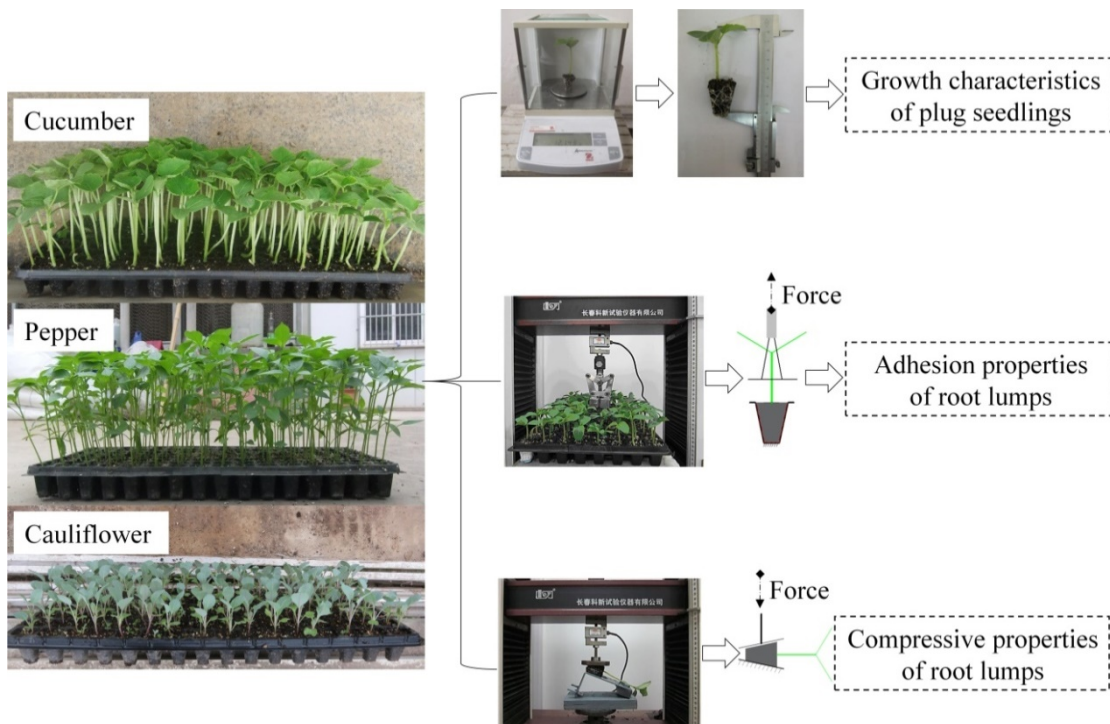 Cucumber
Pepper
Cauliflower
Growth characteristics
of plug seedlings
长春科新试验仪器有限公司
Force
Adhesion properties
of root lumps
长春科新试验仪器有限公司
Force
Compressive properties
of root lumps